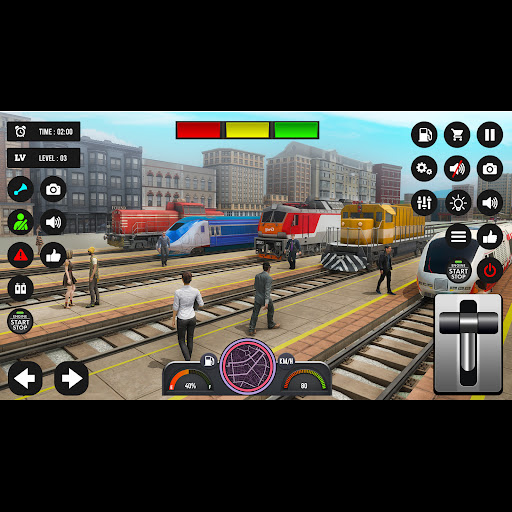 TIME : 02:00
LV LEVEL : 03
ENGINE
START
STOP
ENGINE
START
STOP
KM/H
40%
80